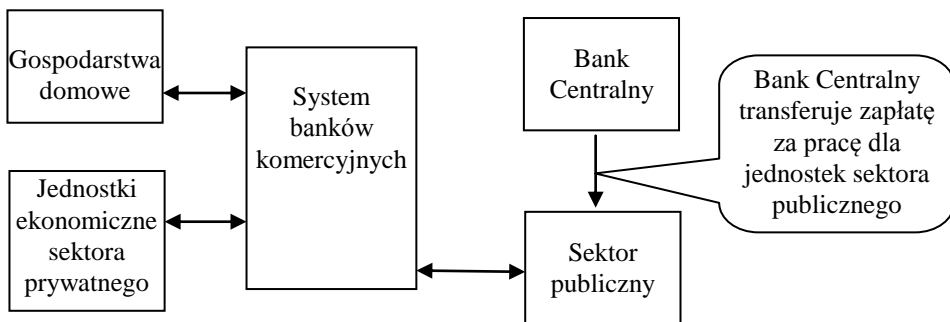 Gospodarstwa
domowe
Jednostki
ekonomiczne
sektora
prywatnego
System
banków
komercyjnych
Bank
Centralny
Sektor
publiczny
Bank Centralny
transferuje zapłatę
za pracę dla
jednostek sektora
publicznego